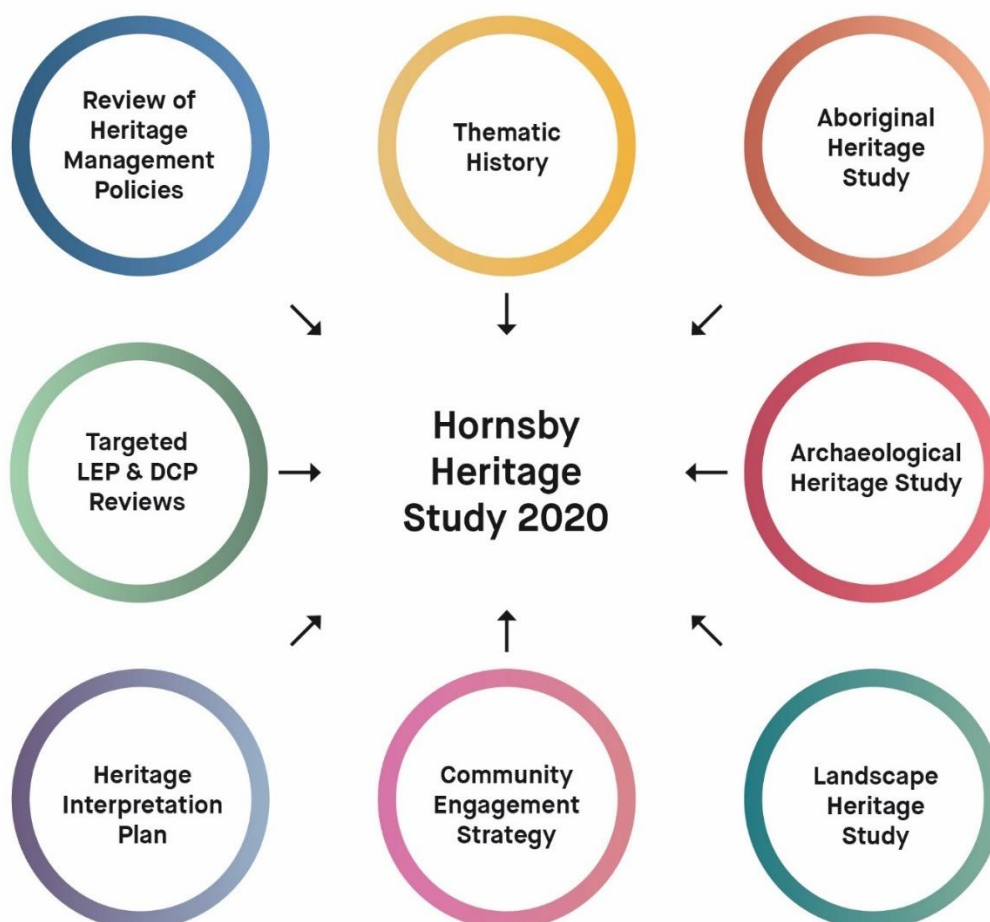 Review of
Heritage
Management
Policies
Thematic
History
Aboriginal
Heritage
Study
Targeted
LEP & DCP
Reviews
Hornsby
Heritage
Study 2020
Archaeological
Heritage Study
Heritage
Interpretation
Plan
Community
Engagement
Strategy
Landscape
Heritage
Study